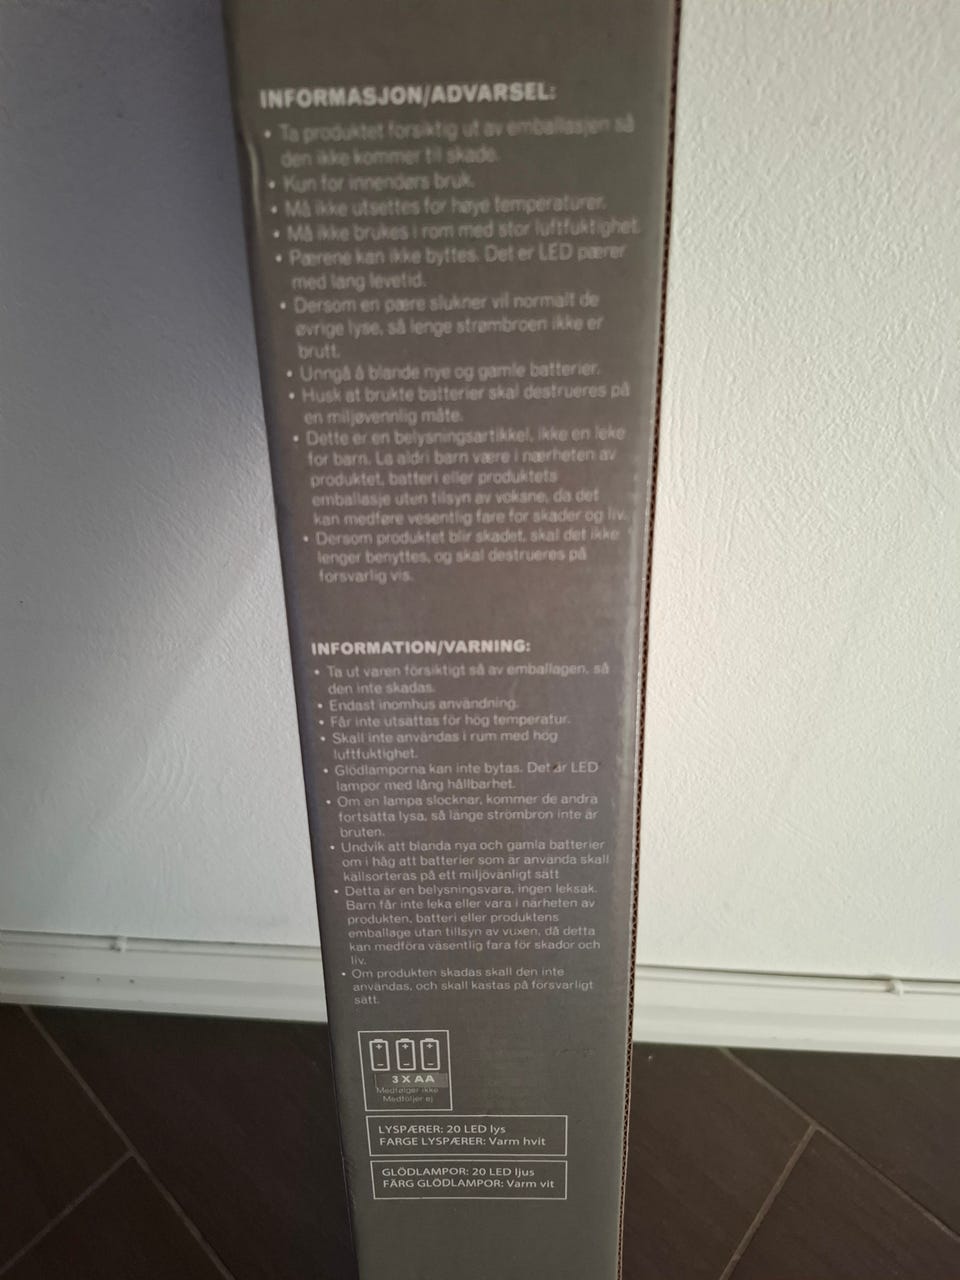 INFORMASJON/ADVARSEL:
• Ta produktet forsiktig ut av emballasjen så
den ikke kommer til skade.
• Kun for innendørs bruk.
• Må ikke utsettes for høye temperaturer.
• Må ikke brukes i rom med stor luftfuktighet.
• Pærene kan ikke byttes. Det er LED pærer
med lang levetid.
• Dersom en pære slukner vil normalt de
øvrige lyse, så lenge strømbroen ikke er
brutt.
• Unngå å blande nye og gamle batterier.
• Husk at brukte batterier skal destrueres på
en miljøvennlig måte.
• Dette er en belysningsartikkel, ikke en leke
for barn. La aldri barn være i nærheten av
produktet, batteri eller produktets
emballasje uten tilsyn av voksne, da det
kan medføre vesentlig fare for skader og liv.
• Dersom produktet blir skadet, skal det ikke
lenger benyttes, og skal destrueres på
forsvarlig vis.
INFORMATION/VARNING:
• Ta ut varen försiktigt så av emballagen, så
den inte skadas.
• Endast inomhus användning.
• Får inte utsättas för hög temperatur.
• Skall inte användas i rum med hög
luftfuktighet.
• Glödlamporna kan inte bytas. Det är LED
lampor med lång hållbarhet.
• Om en lampa slocknar, kommer de andra
fortsätta lysa, så länge strömbron inte är
bruten.
• Undvik att blanda nya och gamla batterier
om i håg att batterier som är använda skall
källsorteras på ett miljövänligt sätt
• Detta är en belysningsvara, ingen leksak.
Barn får inte leka eller vara i närheten av
produkten, batteri eller produktens
emballage utan tillsyn av vuxen, då detta
kan medföra väsentlig fara för skador och
liv.
• Om produkten skadas skall den inte
användas, och skall kastas på försvarligt
sätt.
3 X AA
Medfølger ikke
Medföljer ej
LYSPÆRER: 20 LED lys
FARGE LYSPÆRER: Varm hvit
GLÖDLAMPOR: 20 LED ljus
FÄRG GLÖDLAMPOR: Varm vit